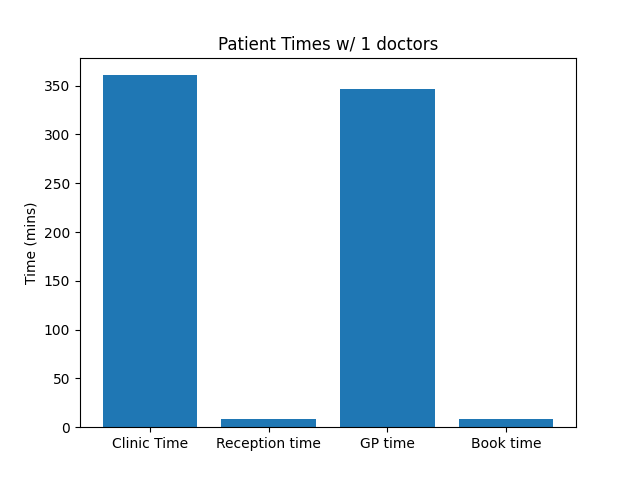 Patient Times w/ 1 doctors
Time (mins)
350
300
250
200
150
100
50
0
Clinic Time
Reception time
GP time
Book time